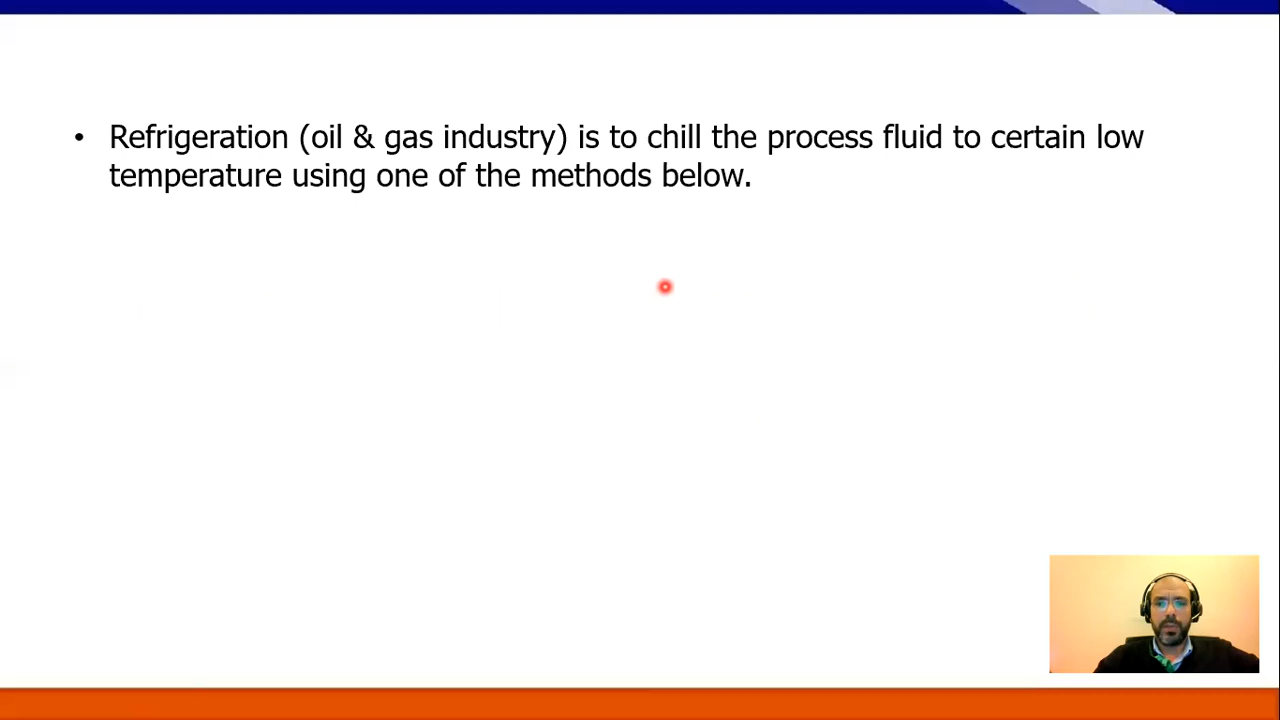 • Refrigeration (oil & gas industry) is to chill the process fluid to certain low
temperature using one of the methods below.